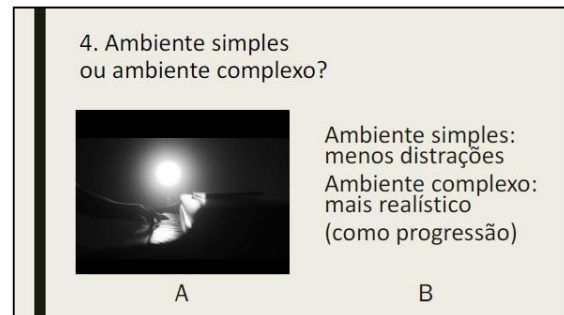 4. Ambiente simples
ou ambiente complexo?
Ambiente simples:
menos distrações
Ambiente complexo:
mais realístico
(como progressão)
A
B